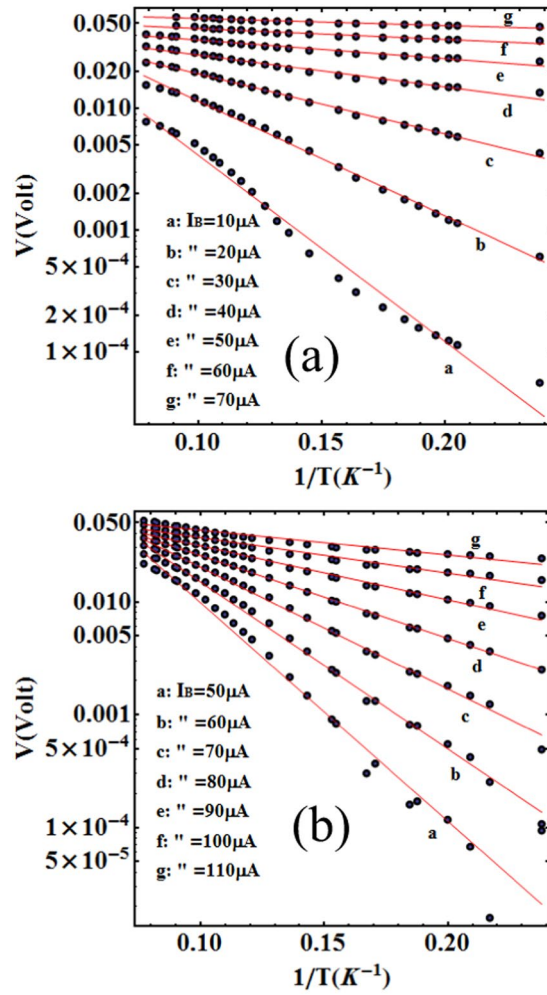 0.050
0.020
0.010
0.005
0.002
0.001
5×10⁻⁴
2×10⁻⁴
1×10⁻⁴
V(Volt)
g
f
e
d
c
b
a
a: IB=10μA
b: " =20μA
c: " =30μA
d: " =40μA
e: " =50μA
f: " =60μA
g: " =70μA
(a)
0.10 0.15 0.20
1/T(K⁻¹)
0.050
0.010
0.005
0.001
5×10⁻⁴
1×10⁻⁴
5×10⁻⁵
V(Volt)
g
f
e
d
c
b
a
a: IB=50μA
b: " =60μA
c: " =70μA
d: " =80μA
e: " =90μA
f: " =100μA
g: " =110μA
(b)
0.10 0.15 0.20
1/T(K⁻¹)